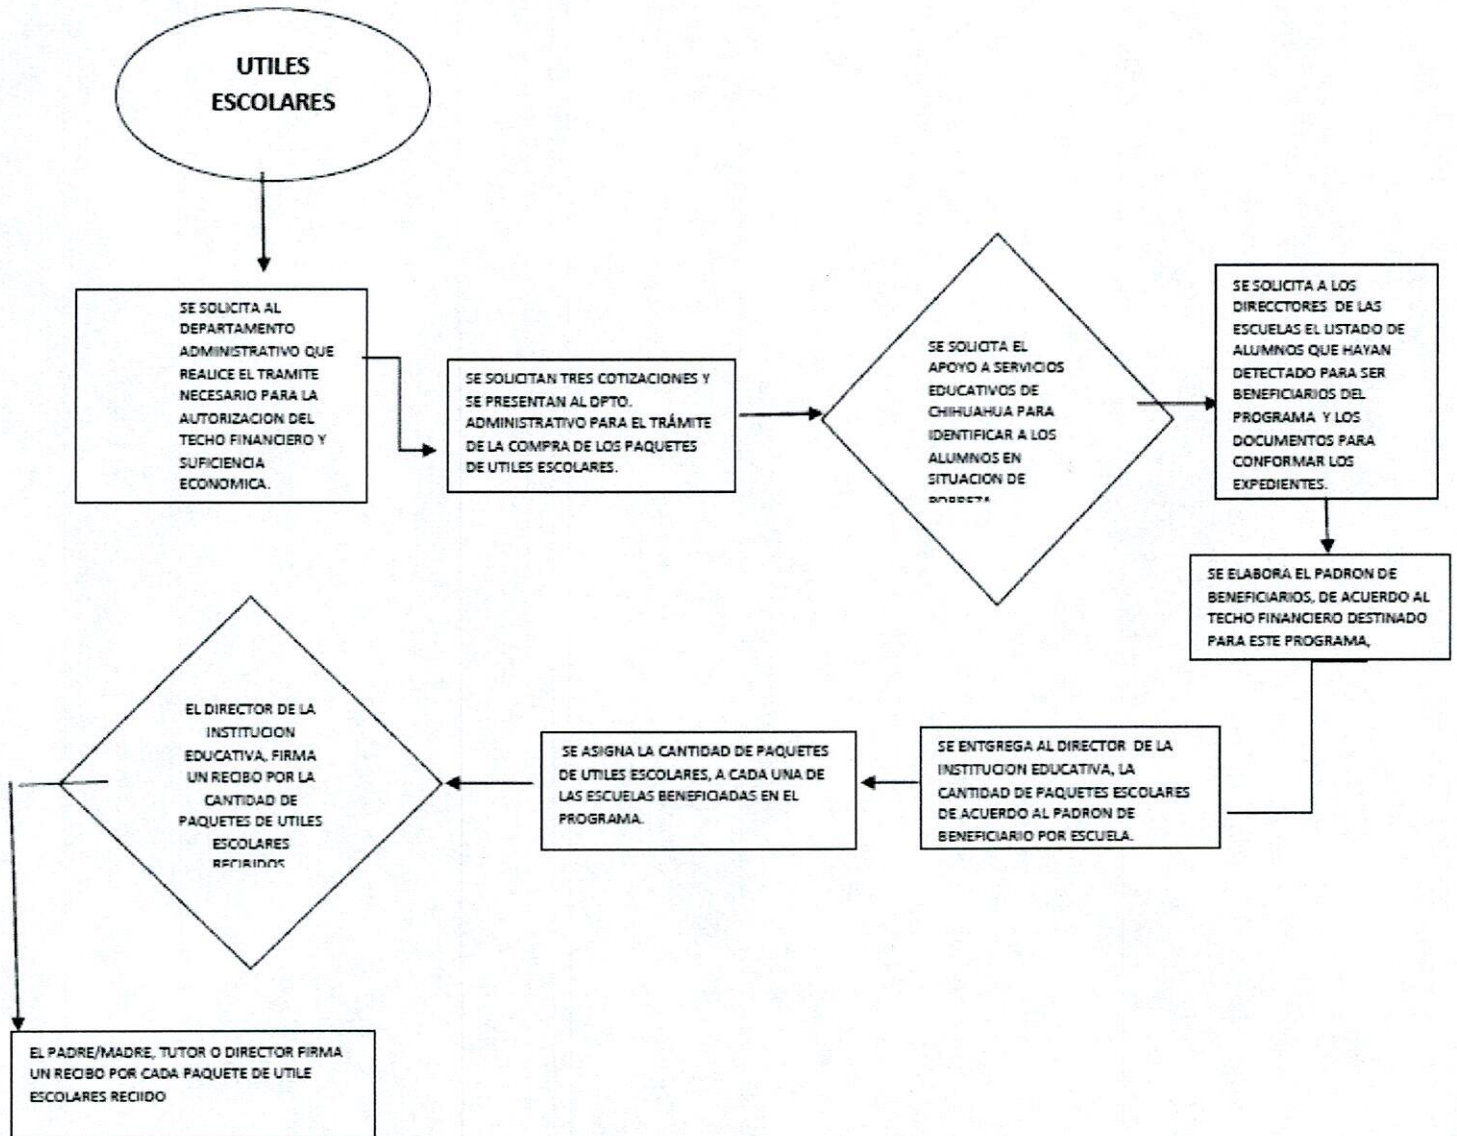 UTILES
ESCOLARES
SE SOLICITA AL
DEPARTAMENTO
ADMINISTRATIVO QUE
REALICE EL TRAMITE
NECESARIO PARA LA
AUTORIZACION DEL
TECHO FINANCIERO Y
SUFICIENCIA
ECONOMICA.
SE SOLICITAN TRES COTIZACIONES Y
SE PRESENTAN AL DPTO.
ADMINISTRATIVO PARA EL TRÁMITE
DE LA COMPRA DE LOS PAQUETES
DE UTILES ESCOLARES.
SE SOLICITA EL
APOYO A SERVICIOS
EDUCATIVOS DE
CHIHUAHUA PARA
IDENTIFICAR A LOS
ALUMNOS EN
SITUACION DE
POBREZA
SE SOLICITA A LOS
DIRECCTORES DE LAS
ESCUELAS EL LISTADO DE
ALUMNOS QUE HAYAN
DETECTADO PARA SER
BENEFICIARIOS DEL
PROGRAMA Y LOS
DOCUMENTOS PARA
CONFORMAR LOS
EXPEDIENTES.
SE ELABORA EL PADRON DE
BENEFICIARIOS, DE ACUERDO AL
TECHO FINANCIERO DESTINADO
PARA ESTE PROGRAMA,
SE ENTGREGA AL DIRECTOR DE LA
INSTITUCION EDUCATIVA, LA
CANTIDAD DE PAQUETES ESCOLARES
DE ACUERDO AL PADRON DE
BENEFICIARIO POR ESCUELA.
SE ASIGNA LA CANTIDAD DE PAQUETES
DE UTILES ESCOLARES, A CADA UNA DE
LAS ESCUELAS BENEFICIADAS EN EL
PROGRAMA.
EL DIRECTOR DE LA
INSTITUCION
EDUCATIVA, FIRMA
UN RECIBO POR LA
CANTIDAD DE
PAQUETES DE UTILES
ESCOLARES
RECIBIDOS
EL PADRE/MADRE, TUTOR O DIRECTOR FIRMA
UN RECIBO POR CADA PAQUETE DE UTILE
ESCOLARES RECIIDO